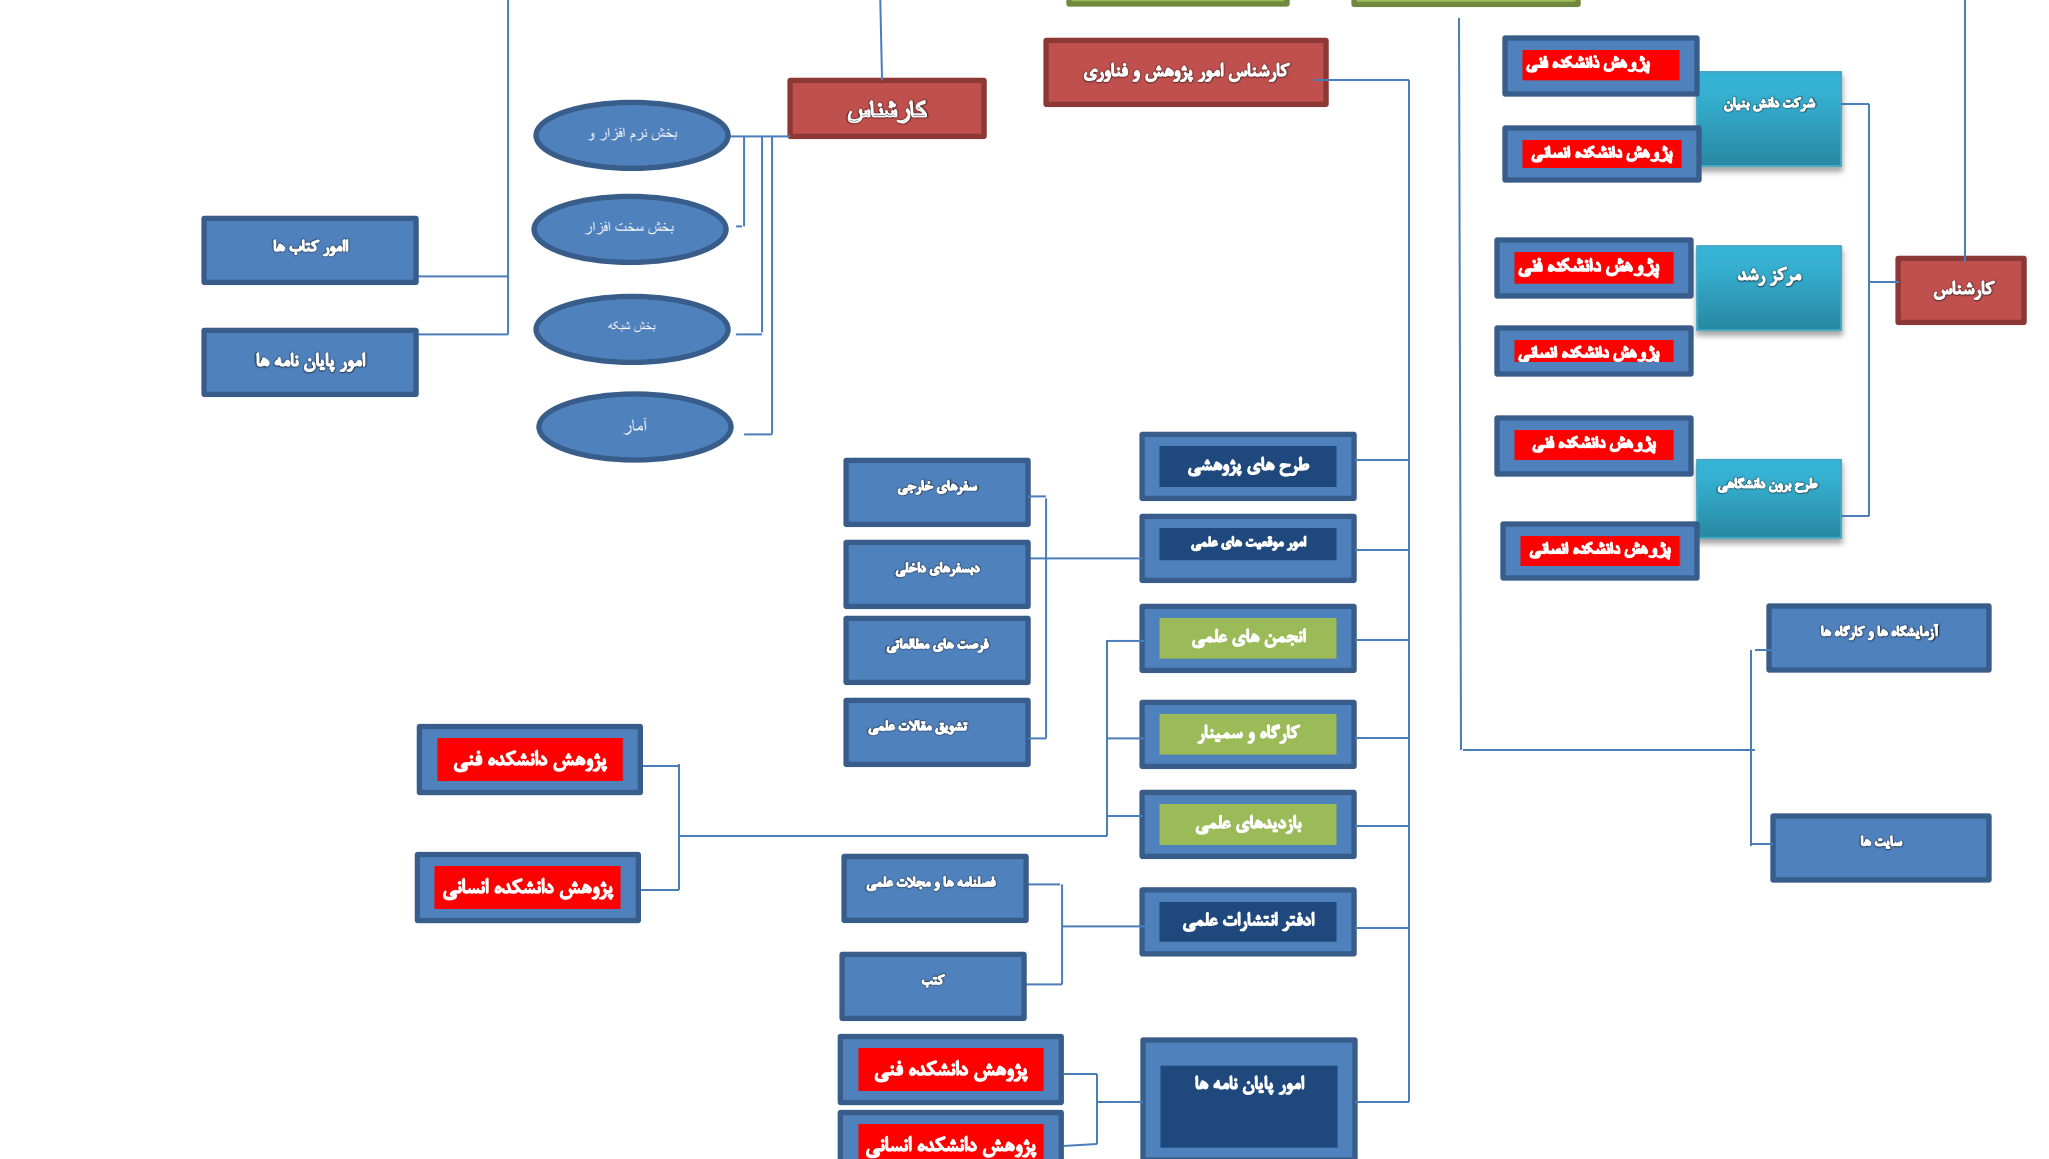 کارشناس امور پژوهش و فناوری
کارشناس
کارشناس
شرکت دانش بنیان
پژوهش دانشکده فنی
پژوهش دانشکده انسانی
مرکز رشد
پژوهش دانشکده فنی
پژوهش دانشکده انسانی
طرح برون دانشگاهی
پژوهش دانشکده فنی
پژوهش دانشکده انسانی
آزمایشگاه ها و کارگاه ها
سایت ها
طرح های پژوهشی
امور موقعیت های علمی
سفرهای خارجی
دبسفرهای داخلی
فرصت های مطالعاتی
تشویق مقالات علمی
انجمن های علمی
کارگاه و سمینار
بازدیدهای علمی
پژوهش دانشکده فنی
پژوهش دانشکده انسانی
ادفتر انتشارات علمی
فصلنامه ها و مجلات علمی
کتب
امور پایان نامه ها
پژوهش دانشکده فنی
پژوهش دانشکده انسانی
بخش نرم افزار و
بخش سخت افزار
بخش شبکه
آمار
اامور کتاب ها
امور پایان نامه ها